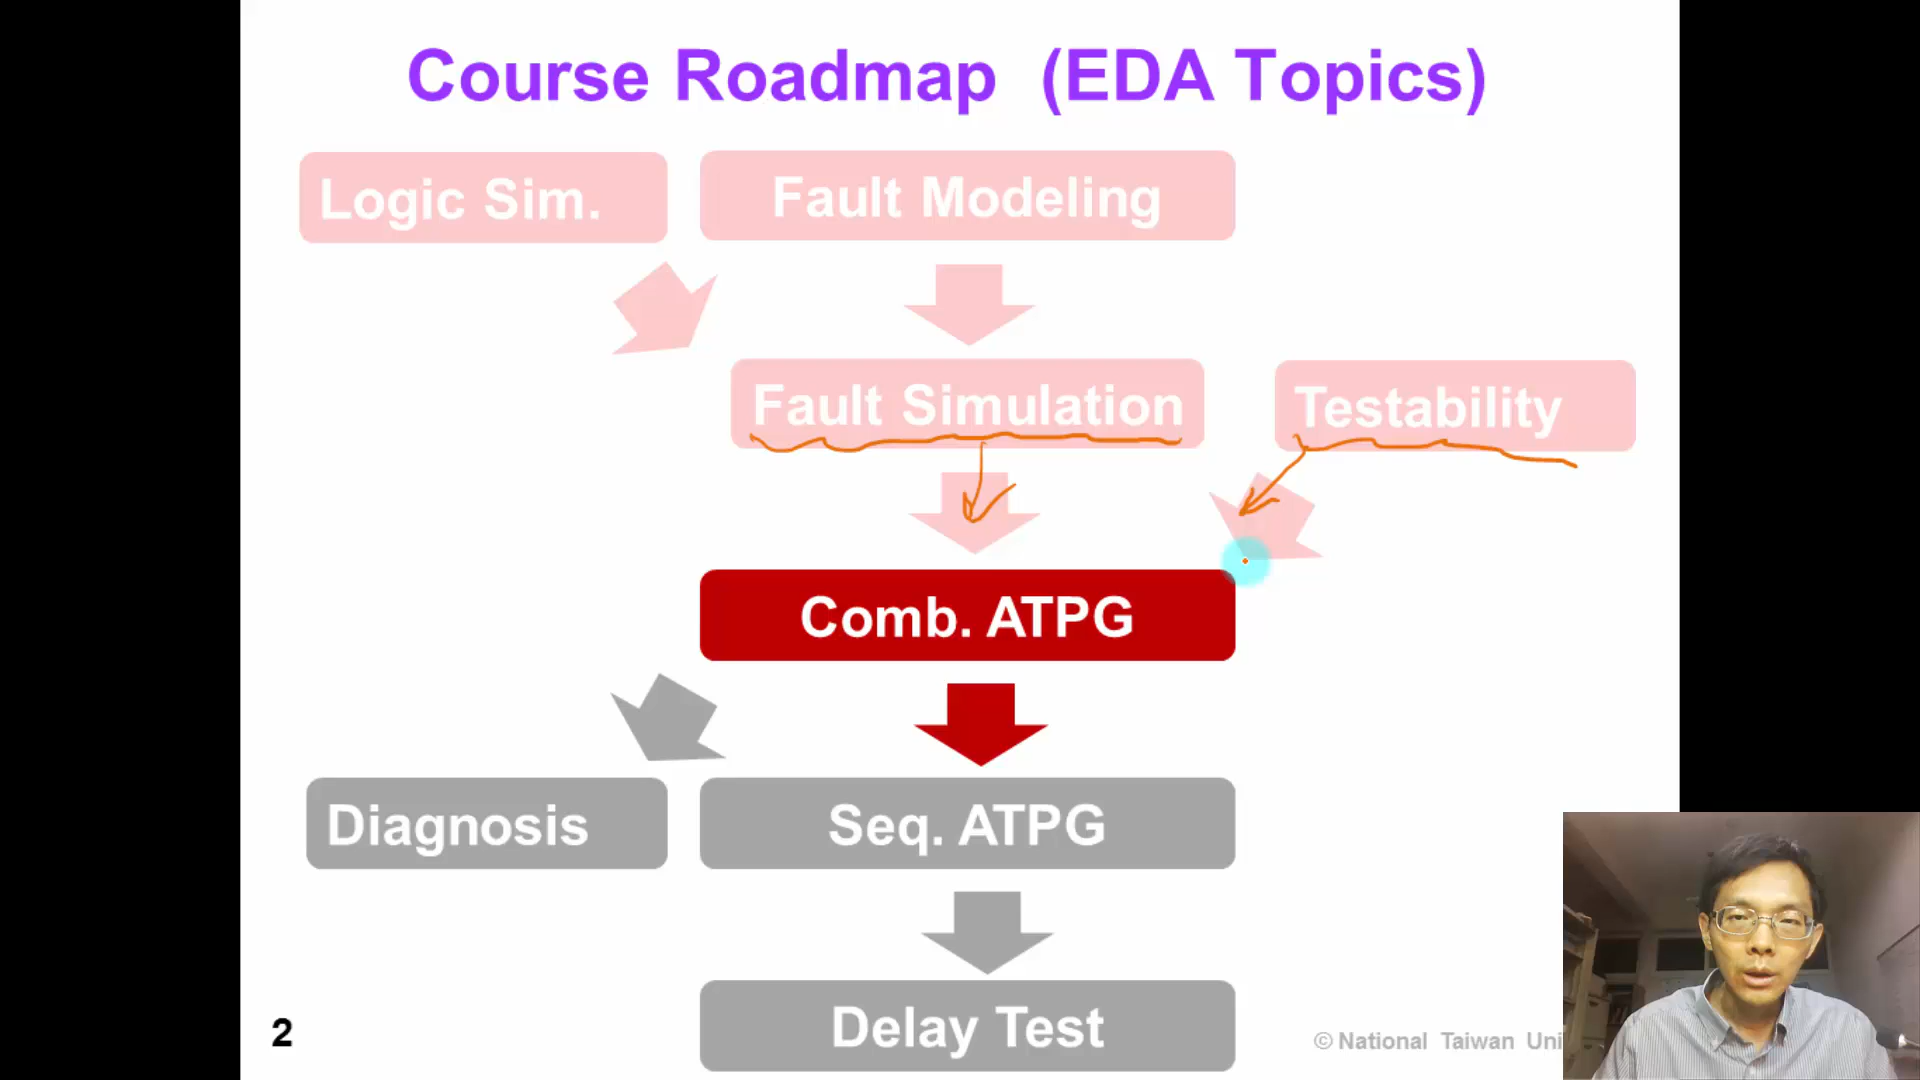 Course Roadmap (EDA Topics)
Logic Sim.
Fault Modeling
Fault Simulation
Testability
Comb. ATPG
Diagnosis
Seq. ATPG
Delay Test
2
© National Taiwan